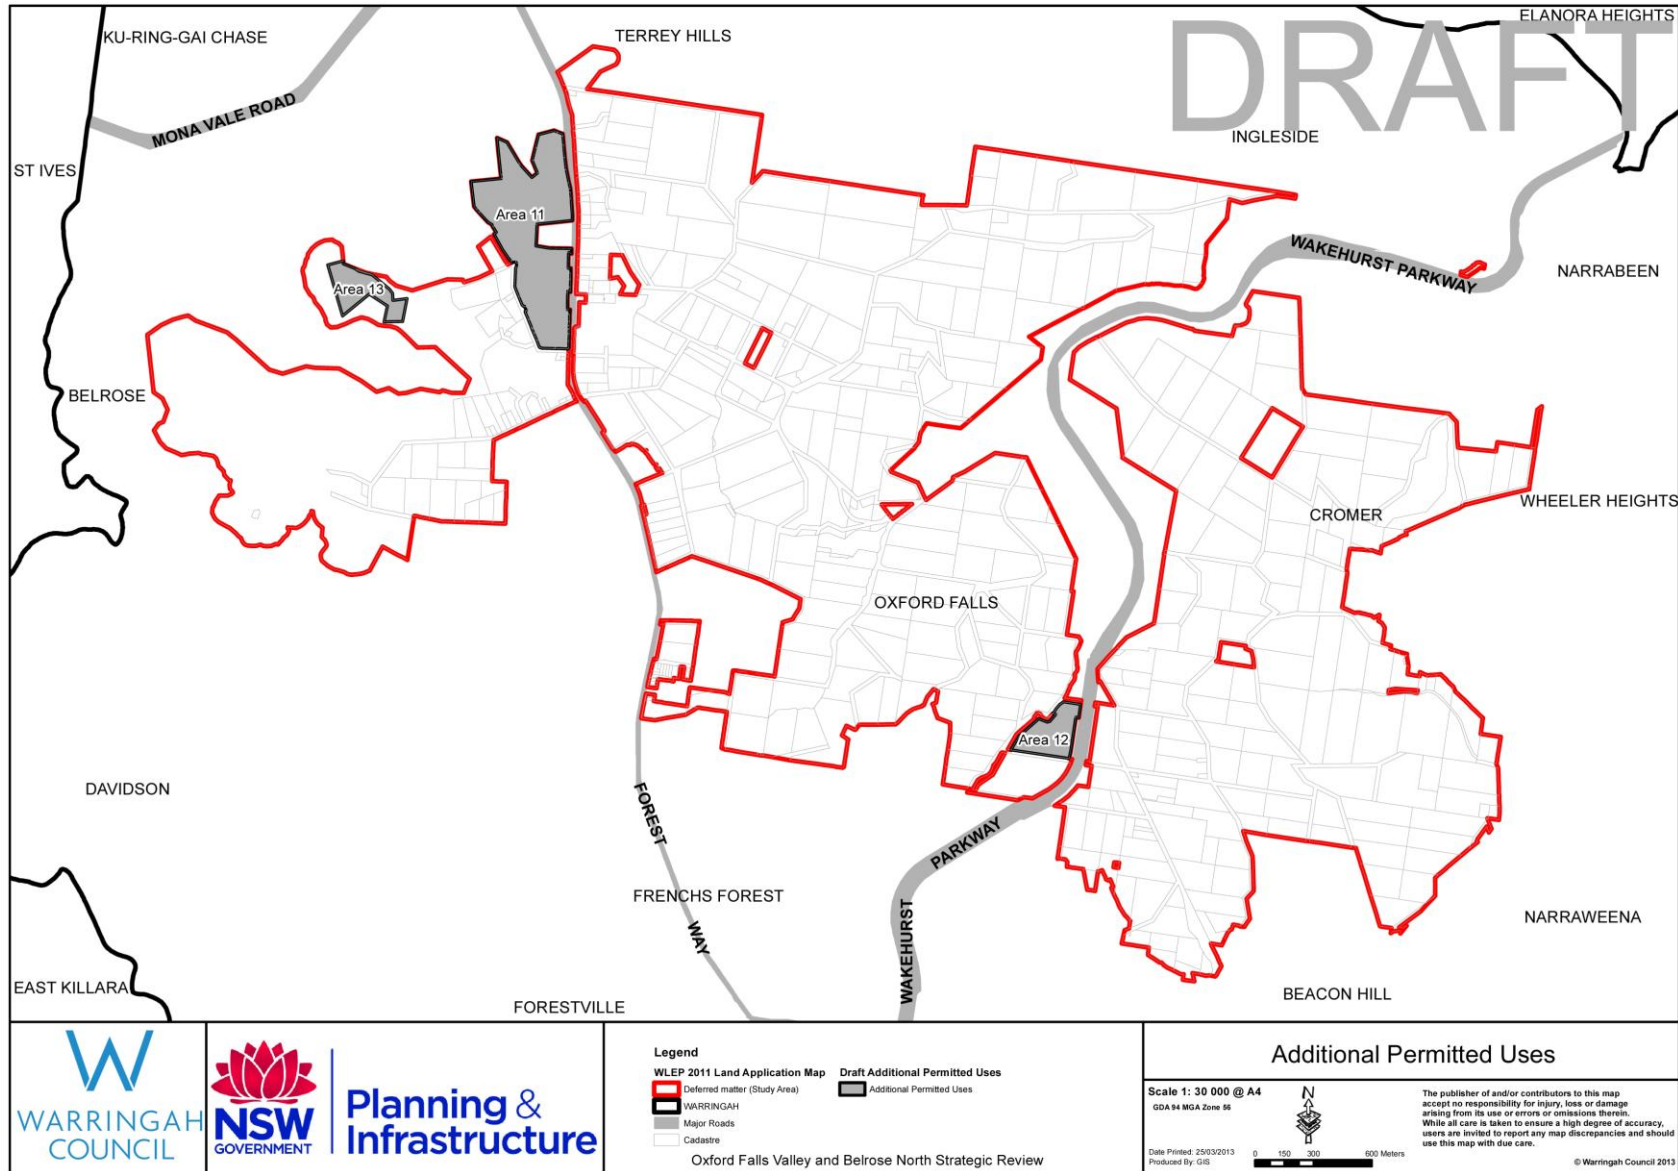 DRAFT
ELANORA HEIGHTS
KU-RING-GAI CHASE
TERREY HILLS
MONA VALE ROAD
INGLESIDE
ST IVES
Area 11
WAKEHURST PARKWAY
NARRABEEN
Area 13
BELROSE
WHEELER HEIGHTS
CROMER
OXFORD FALLS
Area 12
DAVIDSON
FOREST
PARKWAY
FRENCHS FOREST
WAY
WAKEHURST
NARRAWEENA
EAST KILLARA
FORESTVILLE
BEACON HILL
W
WARRINGAH
COUNCIL
NSW
GOVERNMENT
Planning &
Infrastructure
Legend
WLEP 2011 Land Application Map
Deferred matter (Study Area)
WARRINGAH
Major Roads
Cadastre
Draft Additional Permitted Uses
Additional Permitted Uses
Oxford Falls Valley and Belrose North Strategic Review
Additional Permitted Uses
Scale 1: 30 000 @ A4
GDA 94 MGA Zone 56
N
Date Printed: 25/03/2013
Produced By: GIS
0 150 300 600 Meters
The publisher of and/or contributors to this map
accept no responsibility for injury, loss or damage
arising from its use or errors or omissions therein.
While all care is taken to ensure a high degree of accuracy,
users are invited to report any map discrepancies and should
use this map with due care.
© Warringah Council 2013